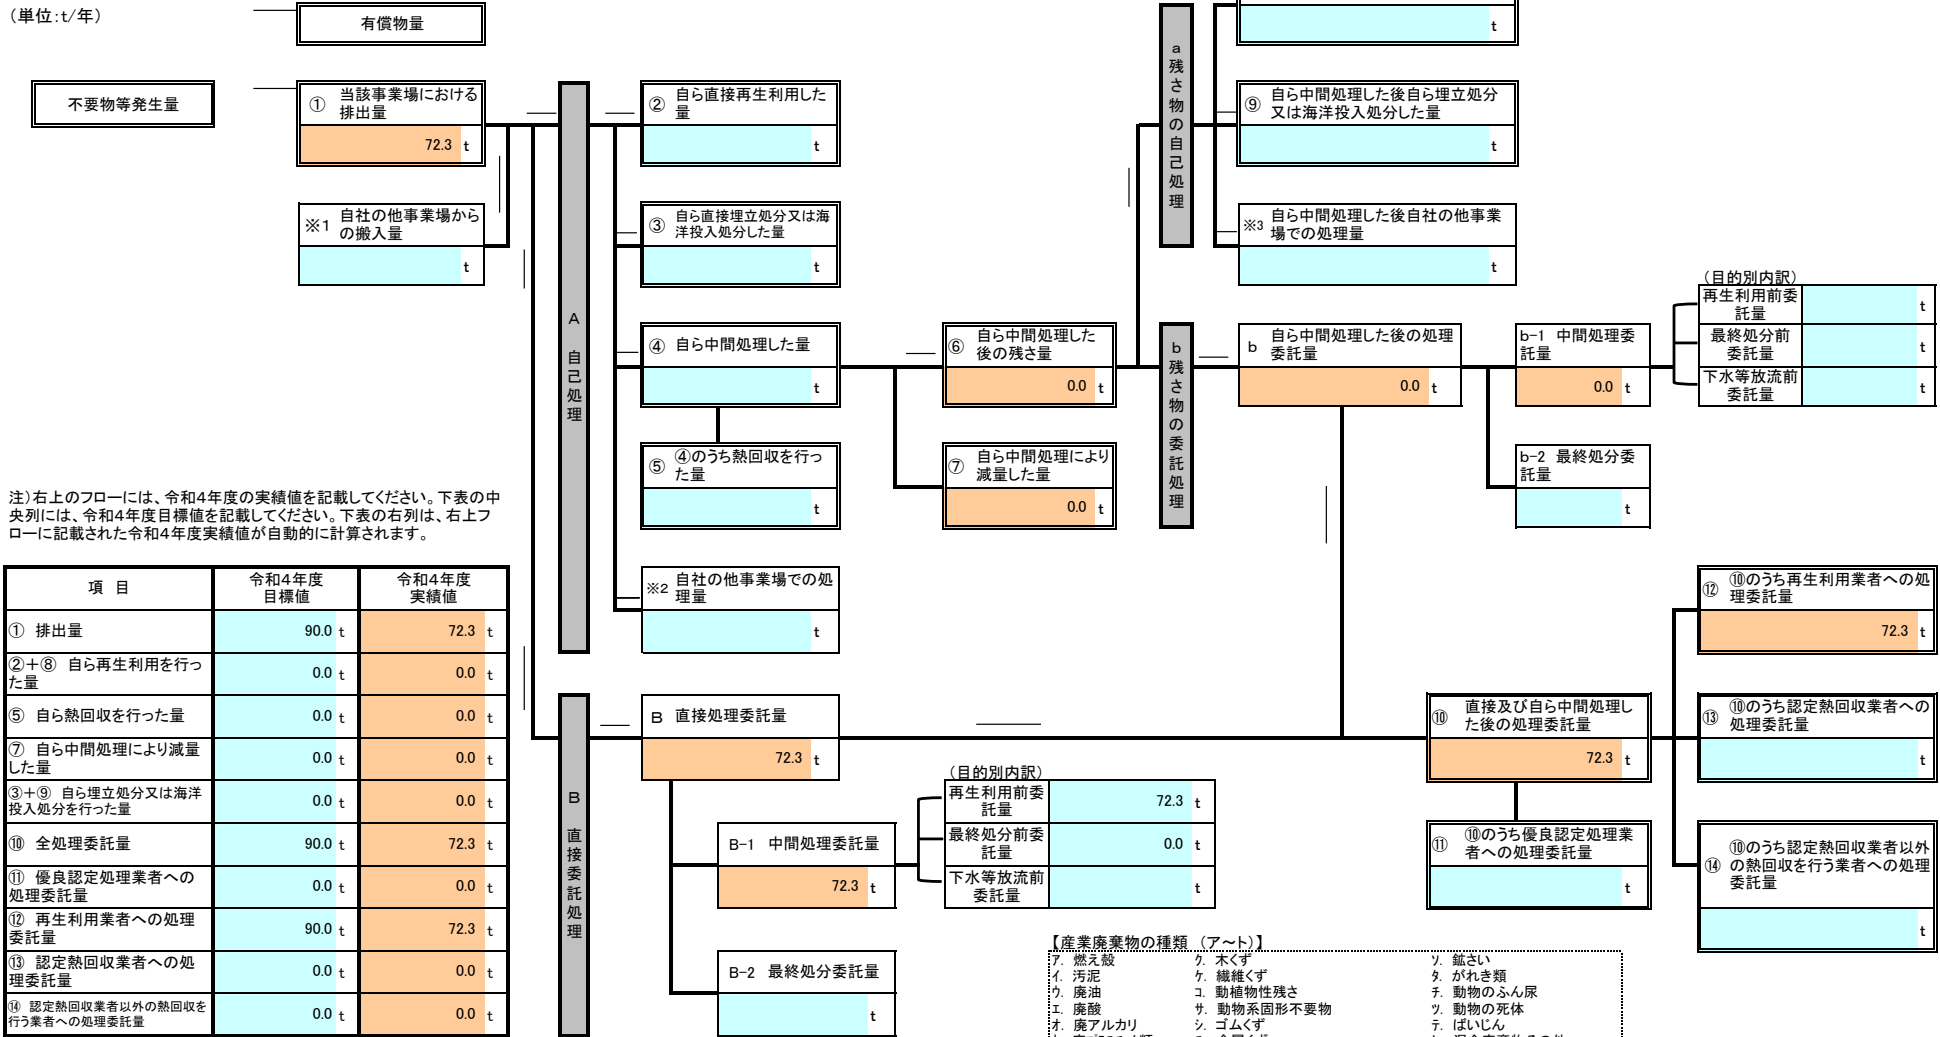 (単位:t/年)
有償物量
不要物等発生量
① 当該事業場における
排出量
72.3 t
※1 自社の他事業場から
の搬入量
t
A 自己処理
② 自ら直接再生利用した
量
t
③ 自ら直接埋立処分又は海
洋投入処分した量
t
④ 自ら中間処理した量
t
⑤ ④のうち熱回収を行っ
た量
t
※2 自社の他事業場での処
理量
t
⑥ 自ら中間処理した
後の残さ量
0.0 t
⑦ 自ら中間処理により
減量した量
0.0 t
a残さ物の自己処理
t
⑨ 自ら中間処理した後自ら埋立処分
又は海洋投入処分した量
t
※3 自ら中間処理した後自社の他事業
場での処理量
t
b残さ物の委託処理
b 自ら中間処理した後の処理
委託量
0.0 t
b-1 中間処理委
託量
0.0 t
b-2 最終処分委
託量
t
(目的別内訳)
再生利用前委
託量
t
最終処分前
委託量
t
下水等放流前
委託量
t
注)右上のフローには、令和4年度の実績値を記載してください。下表の中
央列には、令和4年度目標値を記載してください。下表の右列は、右上フ
ローに記載された令和4年度実績値が自動的に計算されます。
項 目 令和4年度
目標値 令和4年度
実績値
① 排出量 90.0 t 72.3 t
②+⑧ 自ら再生利用を行っ
た量 0.0 t 0.0 t
⑤ 自ら熱回収を行った量 0.0 t 0.0 t
⑦ 自ら中間処理により減量
した量 0.0 t 0.0 t
③+⑨ 自ら埋立処分又は海洋
投入処分を行った量 0.0 t 0.0 t
⑩ 全処理委託量 90.0 t 72.3 t
⑪ 優良認定処理業者への
処理委託量 0.0 t 0.0 t
⑫ 再生利用業者への処理
委託量 90.0 t 72.3 t
⑬ 認定熱回収業者への処
理委託量 0.0 t 0.0 t
⑭ 認定熱回収業者以外の熱回収を
行う業者への処理委託量 0.0 t 0.0 t
B 直接委託処理
B 直接処理委託量
72.3 t
B-1 中間処理委託量
72.3 t
B-2 最終処分委託量
t
(目的別内訳)
再生利用前委
託量
72.3 t
最終処分前委
託量
0.0 t
下水等放流前
委託量
t
⑩ 直接及び自ら中間処理し
た後の処理委託量
72.3 t
⑪ ⑩のうち優良認定処理業
者への処理委託量
t
⑫ ⑩のうち再生利用業者への処
理委託量
72.3 t
⑬ ⑩のうち認定熱回収業者への
処理委託量
t
⑭ ⑩のうち認定熱回収業者以外
の熱回収を行う業者への処理
委託量
t
【産業廃棄物の種類 (ア~ト)】
ア. 燃え殻 ク. 木くず ソ. 鉱さい
イ. 汚泥 ケ. 繊維くず タ. がれき類
ウ. 廃油 コ. 動植物性残さ チ. 動物のふん尿
エ. 廃酸 サ. 動物系固形不要物 ツ. 動物の死体
オ. 廃アルカリ シ. ゴムくず テ. ばいじん